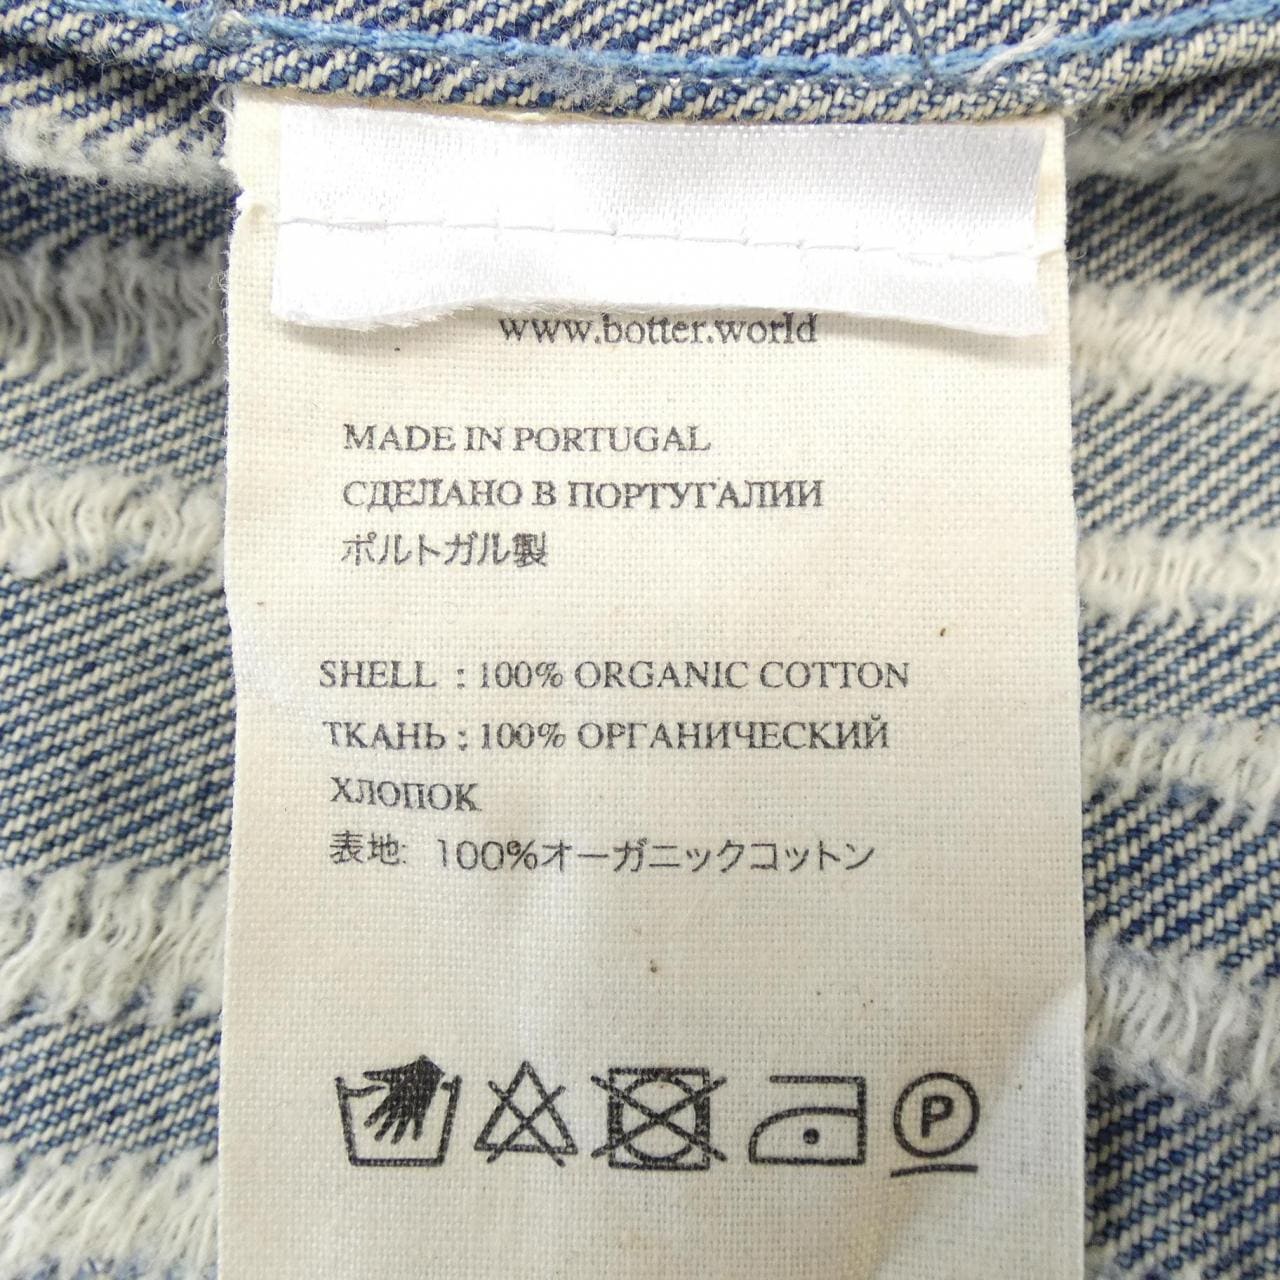 www.botter.world
MADE IN PORTUGAL
СДЕЛАНО В ПОРТУГАЛИИ
ポルトガル製
SHELL : 100% ORGANIC COTTON
ТКАНЬ : 100% ОРГАНИЧЕСКИЙ
ХЛОПОК
表地: 100%オーガニックコットン
P